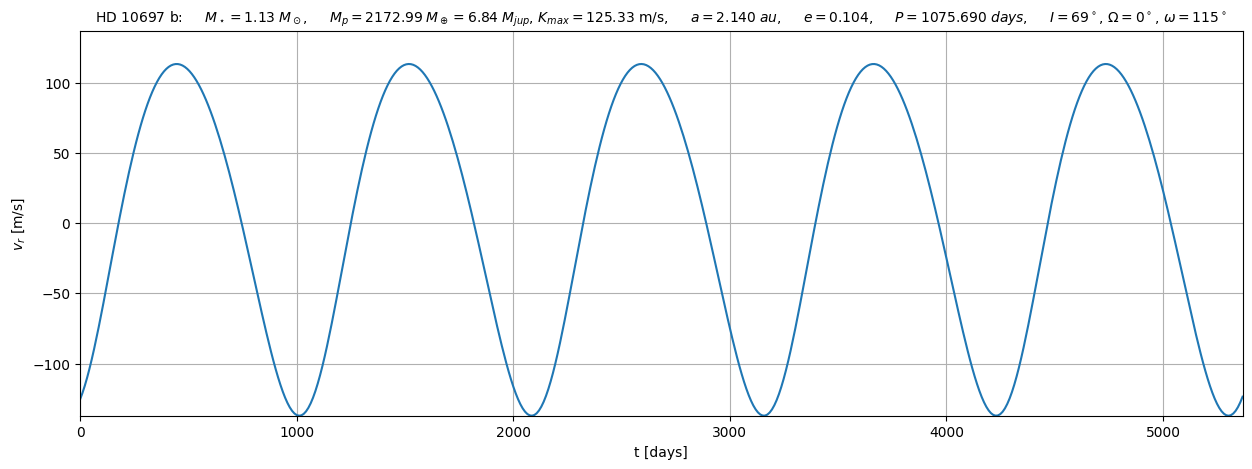 HD 10697 b: M⋆ = 1.13 M⊙, Mp = 2172.99 M⊕ = 6.84 Mjup, Kmax = 125.33 m/s, a = 2.140 au, e = 0.104, P = 1075.690 days, I = 69°, Ω = 0°, ω = 115°
100
50
0
−50
−100
vr [m/s]
0 1000 2000 3000 4000 5000
t [days]